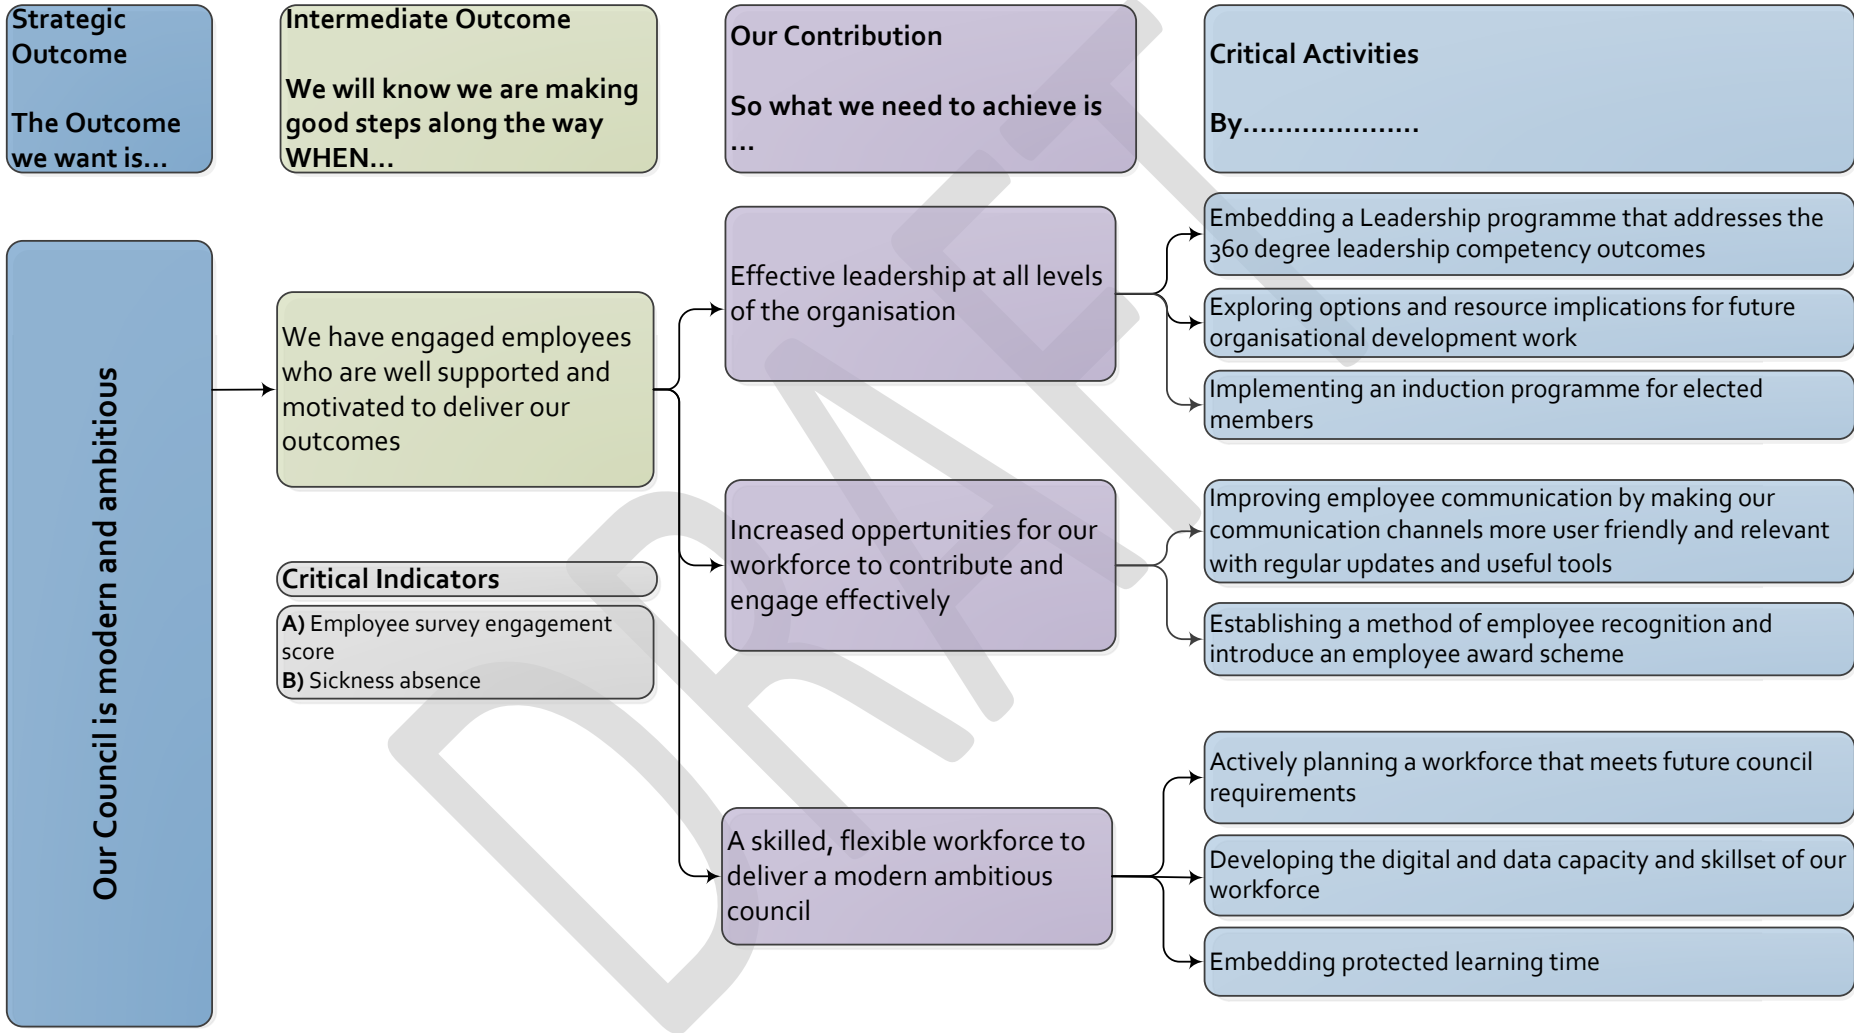 Strategic
Outcome
The Outcome
we want is...
Intermediate Outcome
We will know we are making
good steps along the way
WHEN...
Our Contribution
So what we need to achieve is
...
Critical Activities
By.....................
Our Council is modern and ambitious
We have engaged employees
who are well supported and
motivated to deliver our
outcomes
Critical Indicators
A) Employee survey engagement
score
B) Sickness absence
Effective leadership at all levels
of the organisation
Embedding a Leadership programme that addresses the
360 degree leadership competency outcomes
Exploring options and resource implications for future
organisational development work
Implementing an induction programme for elected
members
Increased oppertunities for our
workforce to contribute and
engage effectively
Improving employee communication by making our
communication channels more user friendly and relevant
with regular updates and useful tools
Establishing a method of employee recognition and
introduce an employee award scheme
A skilled, flexible workforce to
deliver a modern ambitious
council
Actively planning a workforce that meets future council
requirements
Developing the digital and data capacity and skillset of our
workforce
Embedding protected learning time
DRAFT